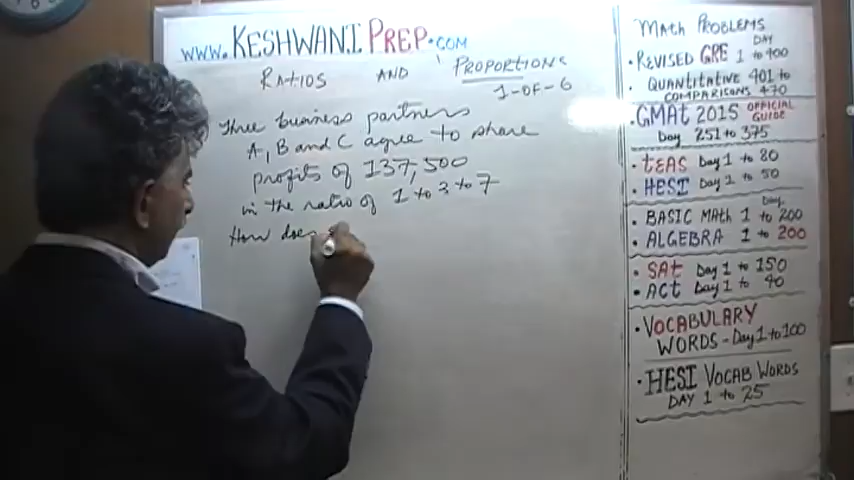 www.KESHWANI PREP.COM
RATIOS AND PROPORTIONS
1-OF-6
Three business partners
A, B and C agree to share
profits of 137,500
in the ratio of 1 to 3 to 7
How does
Math PROBLEMS
DAY
• REVISED GRE 1 to 400
• QUANTITATIVE 401 to
COMPARISONS 470
• GMAt 2015 OFFICIAL GUIDE
Day 251 to 375
• tEAS Day 1 to 80
• HESI Day 1 to 50
Day
• BASIC MAth 1 to 200
• ALGEBRA 1 to 200
• SAt Day 1 to 150
• ACt Day 1 to 40
• VOCABULARY
WORDS - Day 1 to 100
• HESI VOCAB WORDS
DAY 1 to 25